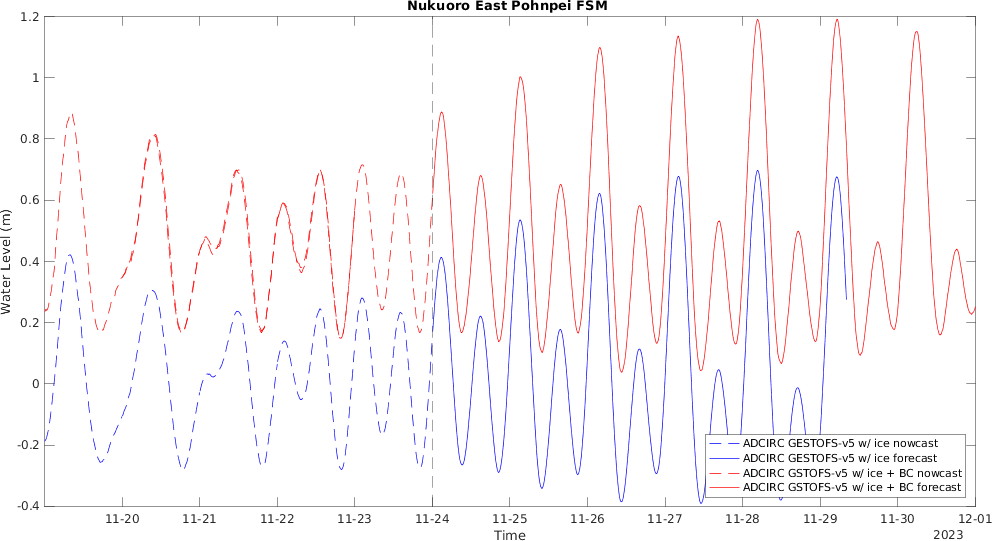 Nukuoro East Pohnpei FSM
1.2
1
0.8
0.6
0.4
0.2
0
-0.2
-0.4
Water Level (m)
ADCIRC GESTOFS-v5 w/ ice nowcast
ADCIRC GESTOFS-v5 w/ ice forecast
ADCIRC GSTOFS-v5 w/ ice + BC nowcast
ADCIRC GSTOFS-v5 w/ ice + BC forecast
11-20 11-21 11-22 11-23 11-24 11-25 11-26 11-27 11-28 11-29 11-30 12-01
Time
2023